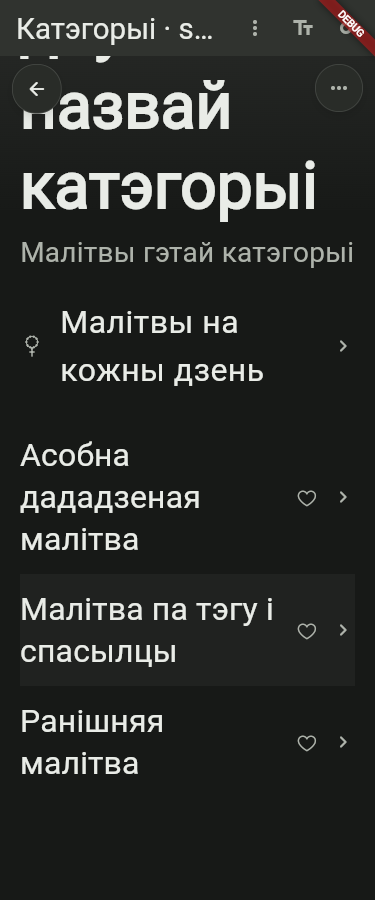 Катэгорыі · s...
DEBUG
назвай
катэгорыі
Малітвы гэтай катэгорыі
Малітвы на
кожны дзень
Асобна
дададзеная
малітва
Малітва па тэгу і
спасылцы
Ранішняя
малітва